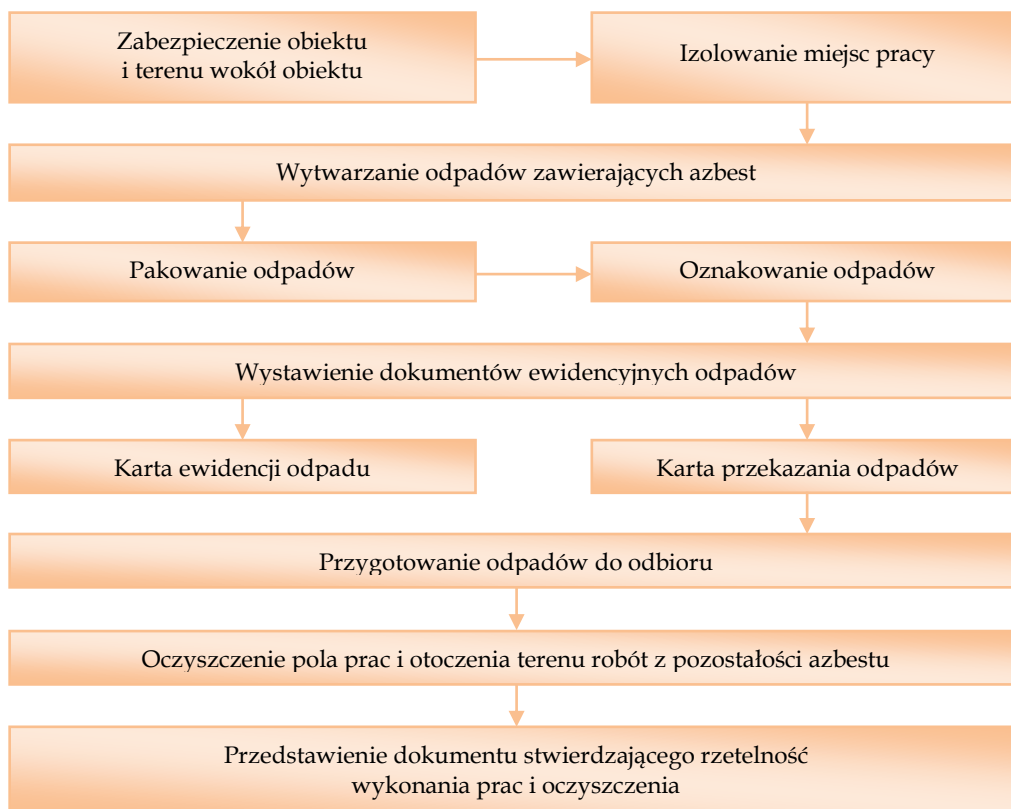 Zabezpieczenie obiektu
i terenu wokół obiektu
Izolowanie miejsc pracy
Wytwarzanie odpadów zawierających azbest
Pakowanie odpadów
Oznakowanie odpadów
Wystawienie dokumentów ewidencyjnych odpadów
Karta ewidencji odpadu
Karta przekazania odpadów
Przygotowanie odpadów do odbioru
Oczyszczenie pola prac i otoczenia terenu robót z pozostałości azbestu
Przedstawienie dokumentu stwierdzającego rzetelność
wykonania prac i oczyszczenia